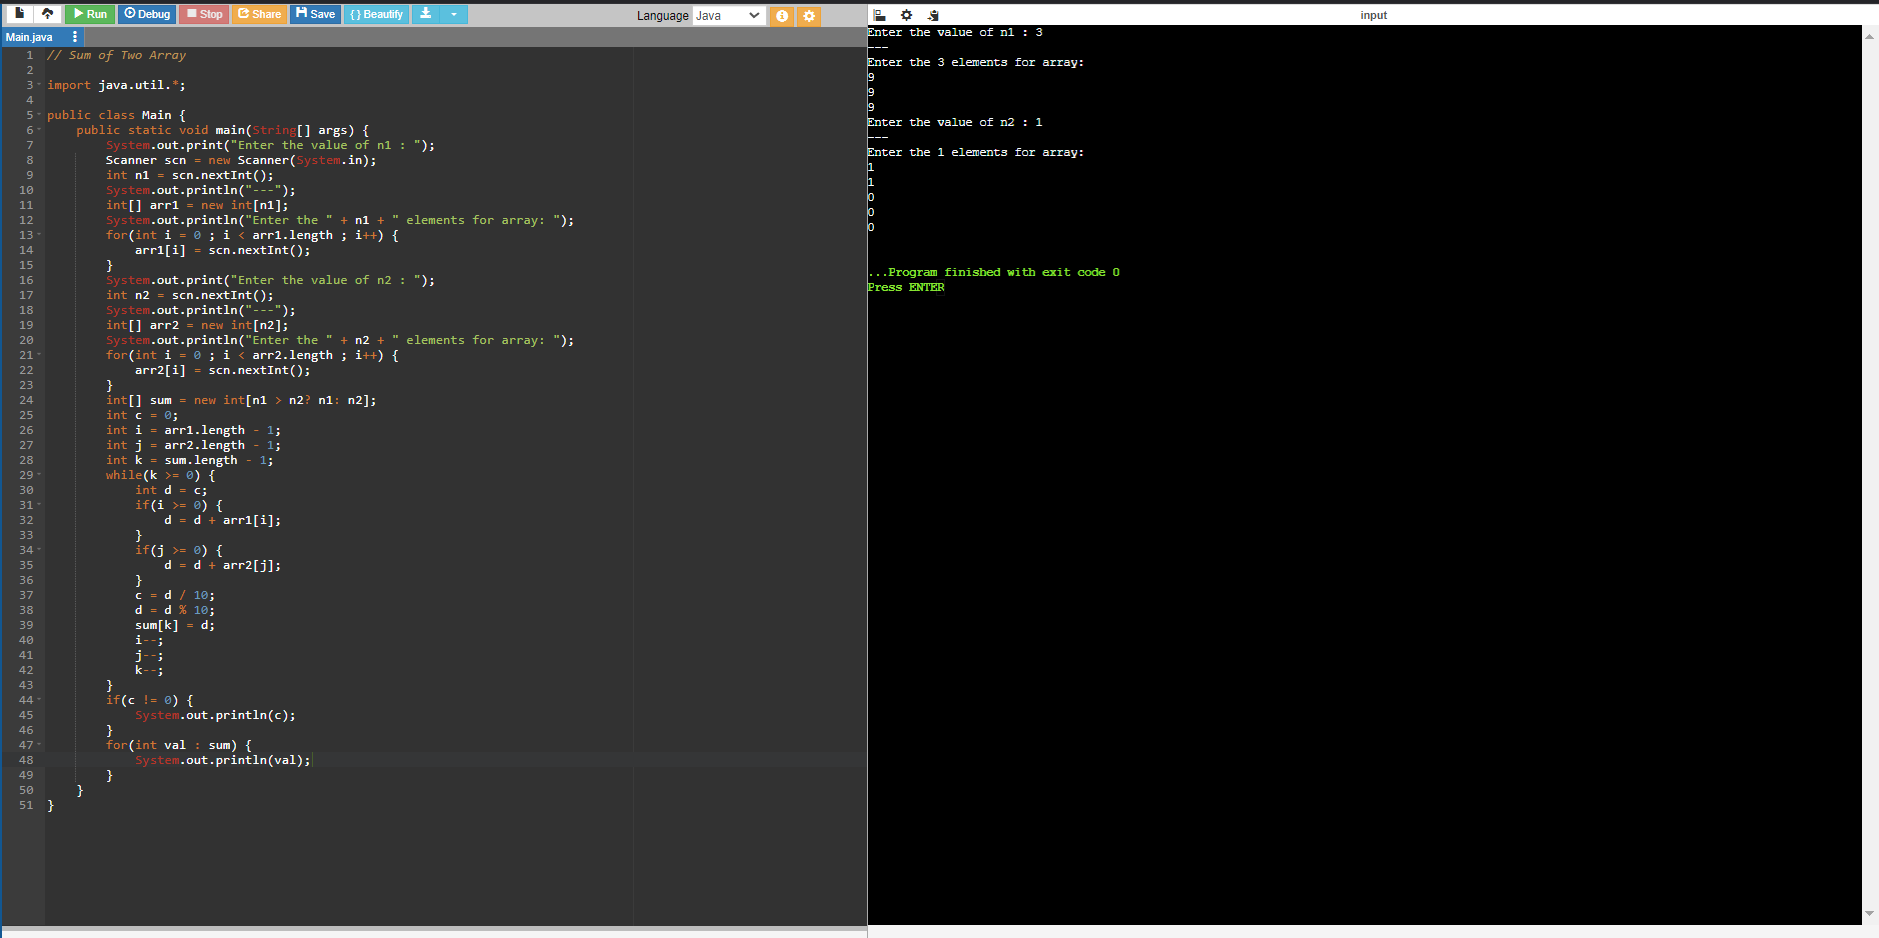 Run Debug Stop Share Save { } Beautify Language Java
input
Main.java
1 // Sum of Two Array
2
3 import java.util.*;
4
5 public class Main {
6     public static void main(String[] args) {
7         System.out.print("Enter the value of n1 : ");
8         Scanner scn = new Scanner(System.in);
9         int n1 = scn.nextInt();
10         System.out.println("---");
11         int[] arr1 = new int[n1];
12         System.out.println("Enter the " + n1 + " elements for array: ");
13         for(int i = 0 ; i < arr1.length ; i++) {
14             arr1[i] = scn.nextInt();
15         }
16         System.out.print("Enter the value of n2 : ");
17         int n2 = scn.nextInt();
18         System.out.println("---");
19         int[] arr2 = new int[n2];
20         System.out.println("Enter the " + n2 + " elements for array: ");
21         for(int i = 0 ; i < arr2.length ; i++) {
22             arr2[i] = scn.nextInt();
23         }
24         int[] sum = new int[n1 > n2? n1: n2];
25         int c = 0;
26         int i = arr1.length - 1;
27         int j = arr2.length - 1;
28         int k = sum.length - 1;
29         while(k >= 0) {
30             int d = c;
31             if(i >= 0) {
32                 d = d + arr1[i];
33             }
34             if(j >= 0) {
35                 d = d + arr2[j];
36             }
37             c = d / 10;
38             d = d % 10;
39             sum[k] = d;
40             i--;
41             j--;
42             k--;
43         }
44         if(c != 0) {
45             System.out.println(c);
46         }
47         for(int val : sum) {
48             System.out.println(val);
49         }
50     }
51 }
Enter the value of n1 : 3
---
Enter the 3 elements for array:
9
9
9
Enter the value of n2 : 1
---
Enter the 1 elements for array:
1
1
0
0
0
...Program finished with exit code 0
Press ENTER